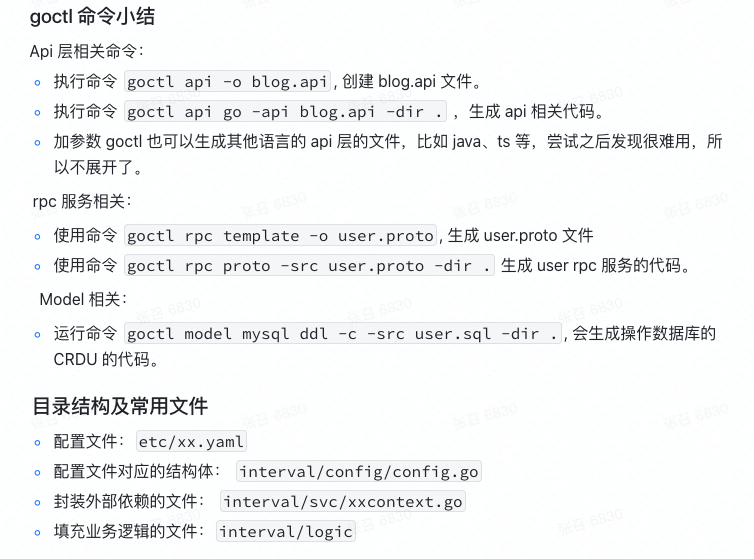 goctl 命令小结
Api 层相关命令：
执行命令 goctl api -o blog.api, 创建 blog.api 文件。
执行命令 goctl api go -api blog.api -dir . ，生成 api 相关代码。
加参数 goctl 也可以生成其他语言的 api 层的文件，比如 java、ts 等，尝试之后发现很难用，所
以不展开了。
rpc 服务相关：
使用命令 goctl rpc template -o user.proto, 生成 user.proto 文件
使用命令 goctl rpc proto -src user.proto -dir . 生成 user rpc 服务的代码。
Model 相关：
运行命令 goctl model mysql ddl -c -src user.sql -dir ., 会生成操作数据库的
CRDU 的代码。
目录结构及常用文件
配置文件： etc/xx.yaml
配置文件对应的结构体： interval/config/config.go
封装外部依赖的文件： interval/svc/xxcontext.go
填充业务逻辑的文件： interval/logic
张召 6830